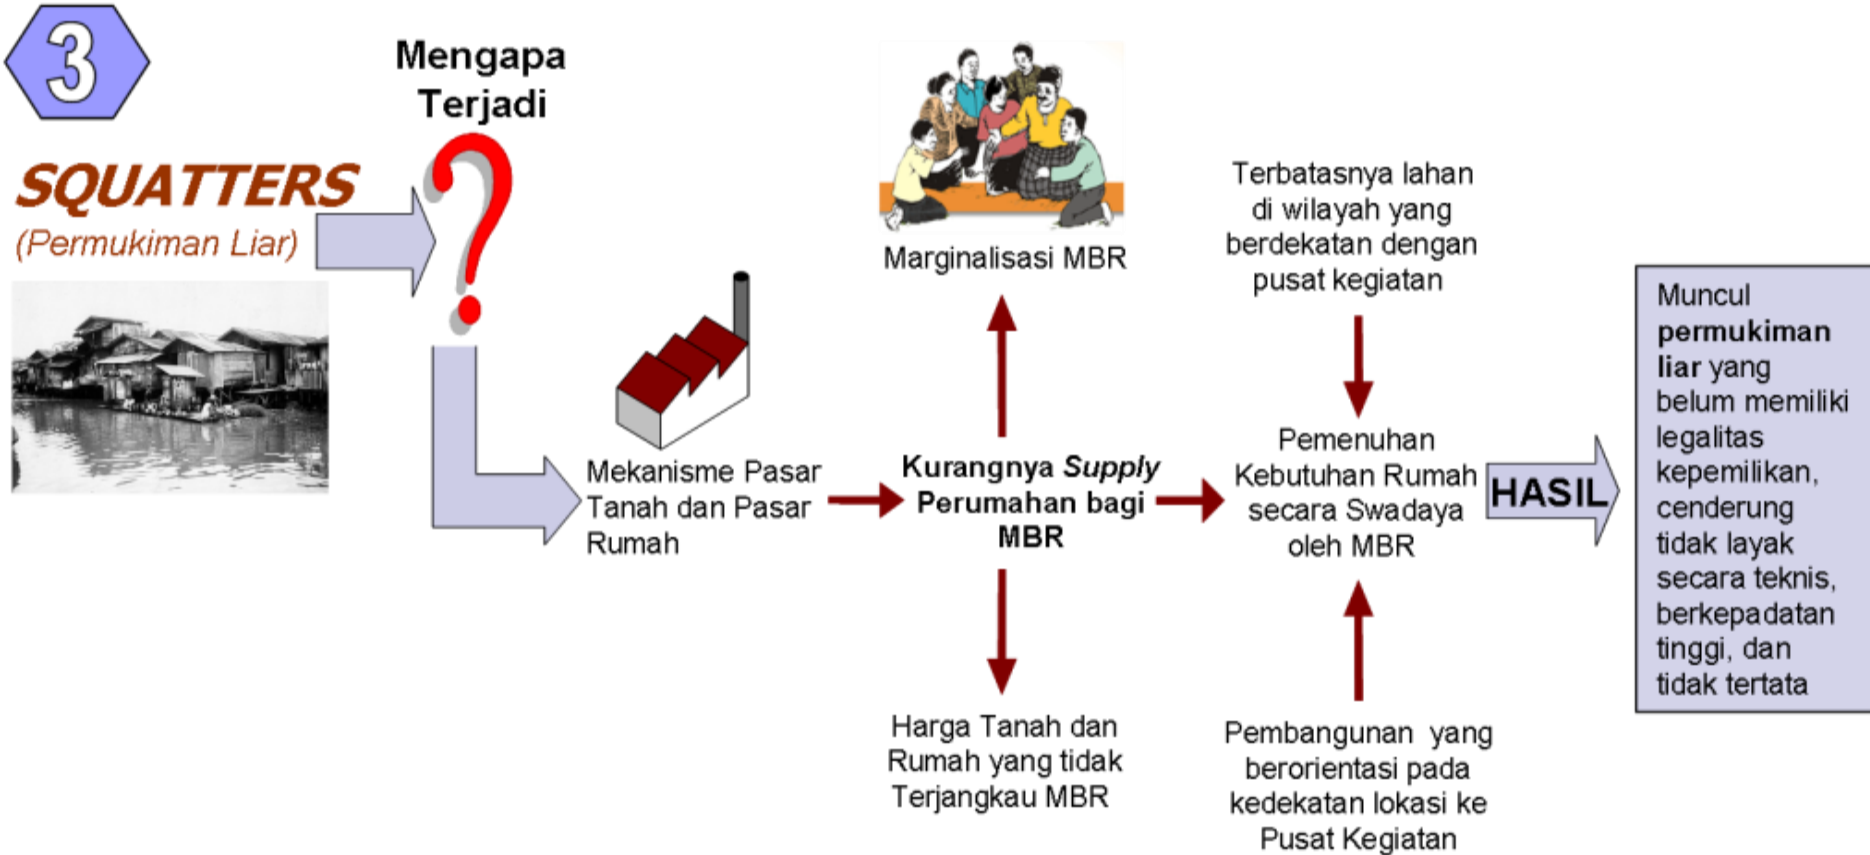 3
Mengapa
Terjadi
SQUATTERS
(Permukiman Liar)
Mekanisme Pasar
Tanah dan Pasar
Rumah
Marginalisasi MBR
Kurangnya Supply
Perumahan bagi
MBR
Harga Tanah dan
Rumah yang tidak
Terjangkau MBR
Terbatasnya lahan
di wilayah yang
berdekatan dengan
pusat kegiatan
Pemenuhan
Kebutuhan Rumah
secara Swadaya
oleh MBR
Pembangunan yang
berorientasi pada
kedekatan lokasi ke
Pusat Kegiatan
HASIL
Muncul
permukiman
liar yang
belum memiliki
legalitas
kepemilikan,
cenderung
tidak layak
secara teknis,
berkepadatan
tinggi, dan
tidak tertata